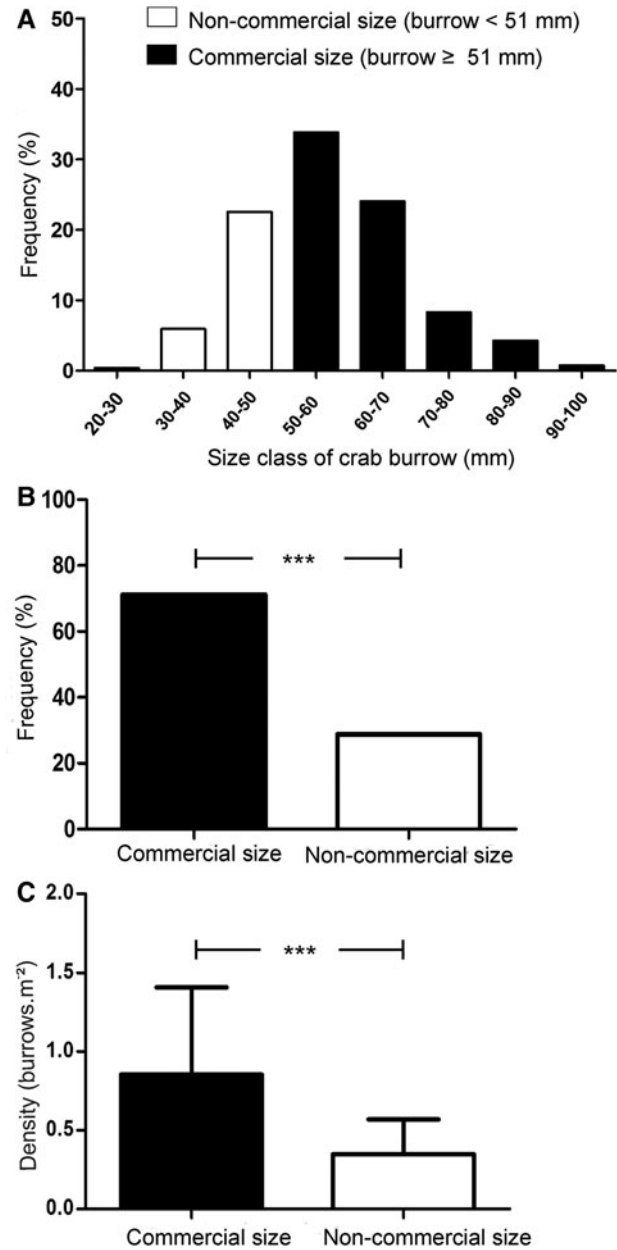 A
Non-commercial size (burrow < 51 mm)
Commercial size (burrow ≥ 51 mm)
50
40
30
20
10
0
Frequency (%)
20-30
30-40
40-50
50-60
60-70
70-80
80-90
90-100
Size class of crab burrow (mm)
B
100
80
60
40
20
0
Frequency (%)
***
Commercial size
Non-commercial size
C
2.0
1.5
1.0
0.5
0.0
Density (burrows.m⁻²)
***
Commercial size
Non-commercial size